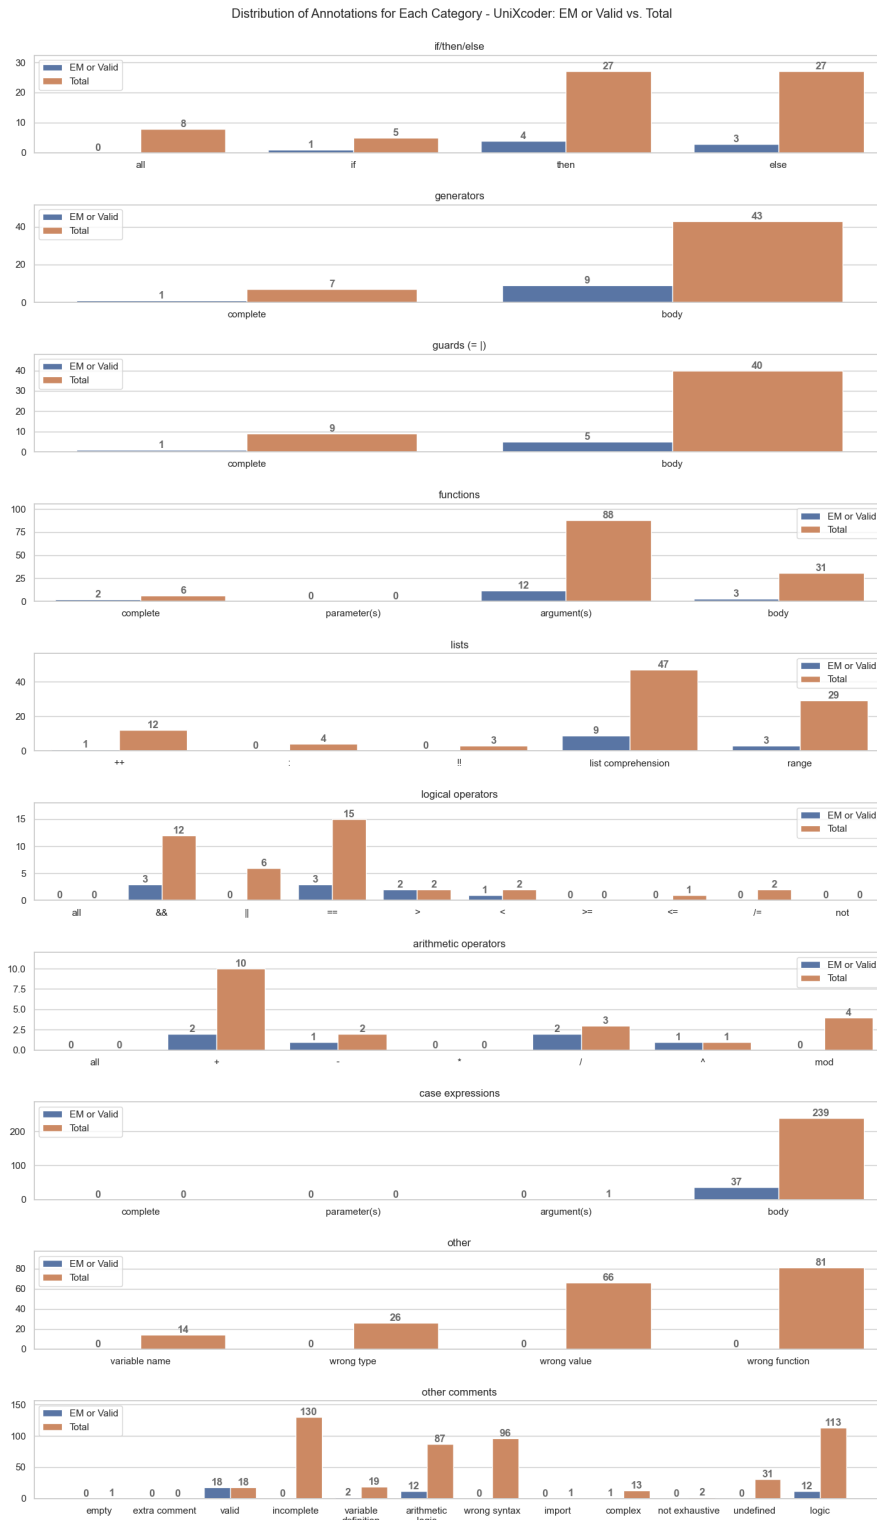 Distribution of Annotations for Each Category - UniXcoder: EM or Valid vs. Total
if/then/else
EM or Valid
Total
30
20
10
0
0 8 1 5 4 27 3 27
all if then else
generators
EM or Valid
Total
40
20
0
1 7 9 43
complete body
guards (= |)
EM or Valid
Total
40
30
20
10
0
1 9 5 40
complete body
functions
EM or Valid
Total
100
75
50
25
0
2 6 0 0 12 88 3 31
complete parameter(s) argument(s) body
lists
EM or Valid
Total
40
20
0
1 12 0 4 0 3 9 47 3 29
++ : !! list comprehension range
logical operators
EM or Valid
Total
15
10
5
0
0 0 3 12 0 6 3 15 2 2 1 2 0 0 0 1 0 2 0 0
all && || == > < >= <= /= not
arithmetic operators
EM or Valid
Total
10.0
7.5
5.0
2.5
0.0
0 0 2 10 1 2 0 0 2 3 1 1 0 4
all + - * / ^ mod
case expressions
EM or Valid
Total
200
100
0
0 0 0 0 0 1 37 239
complete parameter(s) argument(s) body
other
EM or Valid
Total
80
60
40
20
0
0 14 0 26 0 66 0 81
variable name wrong type wrong value wrong function
other comments
EM or Valid
Total
150
100
50
0
0 1 0 0 18 18 0 130 2 19 12 87 0 96 0 1 1 13 0 2 0 31 12 113
empty extra comment valid incomplete variable arithmetic wrong syntax import complex not exhaustive undefined logic